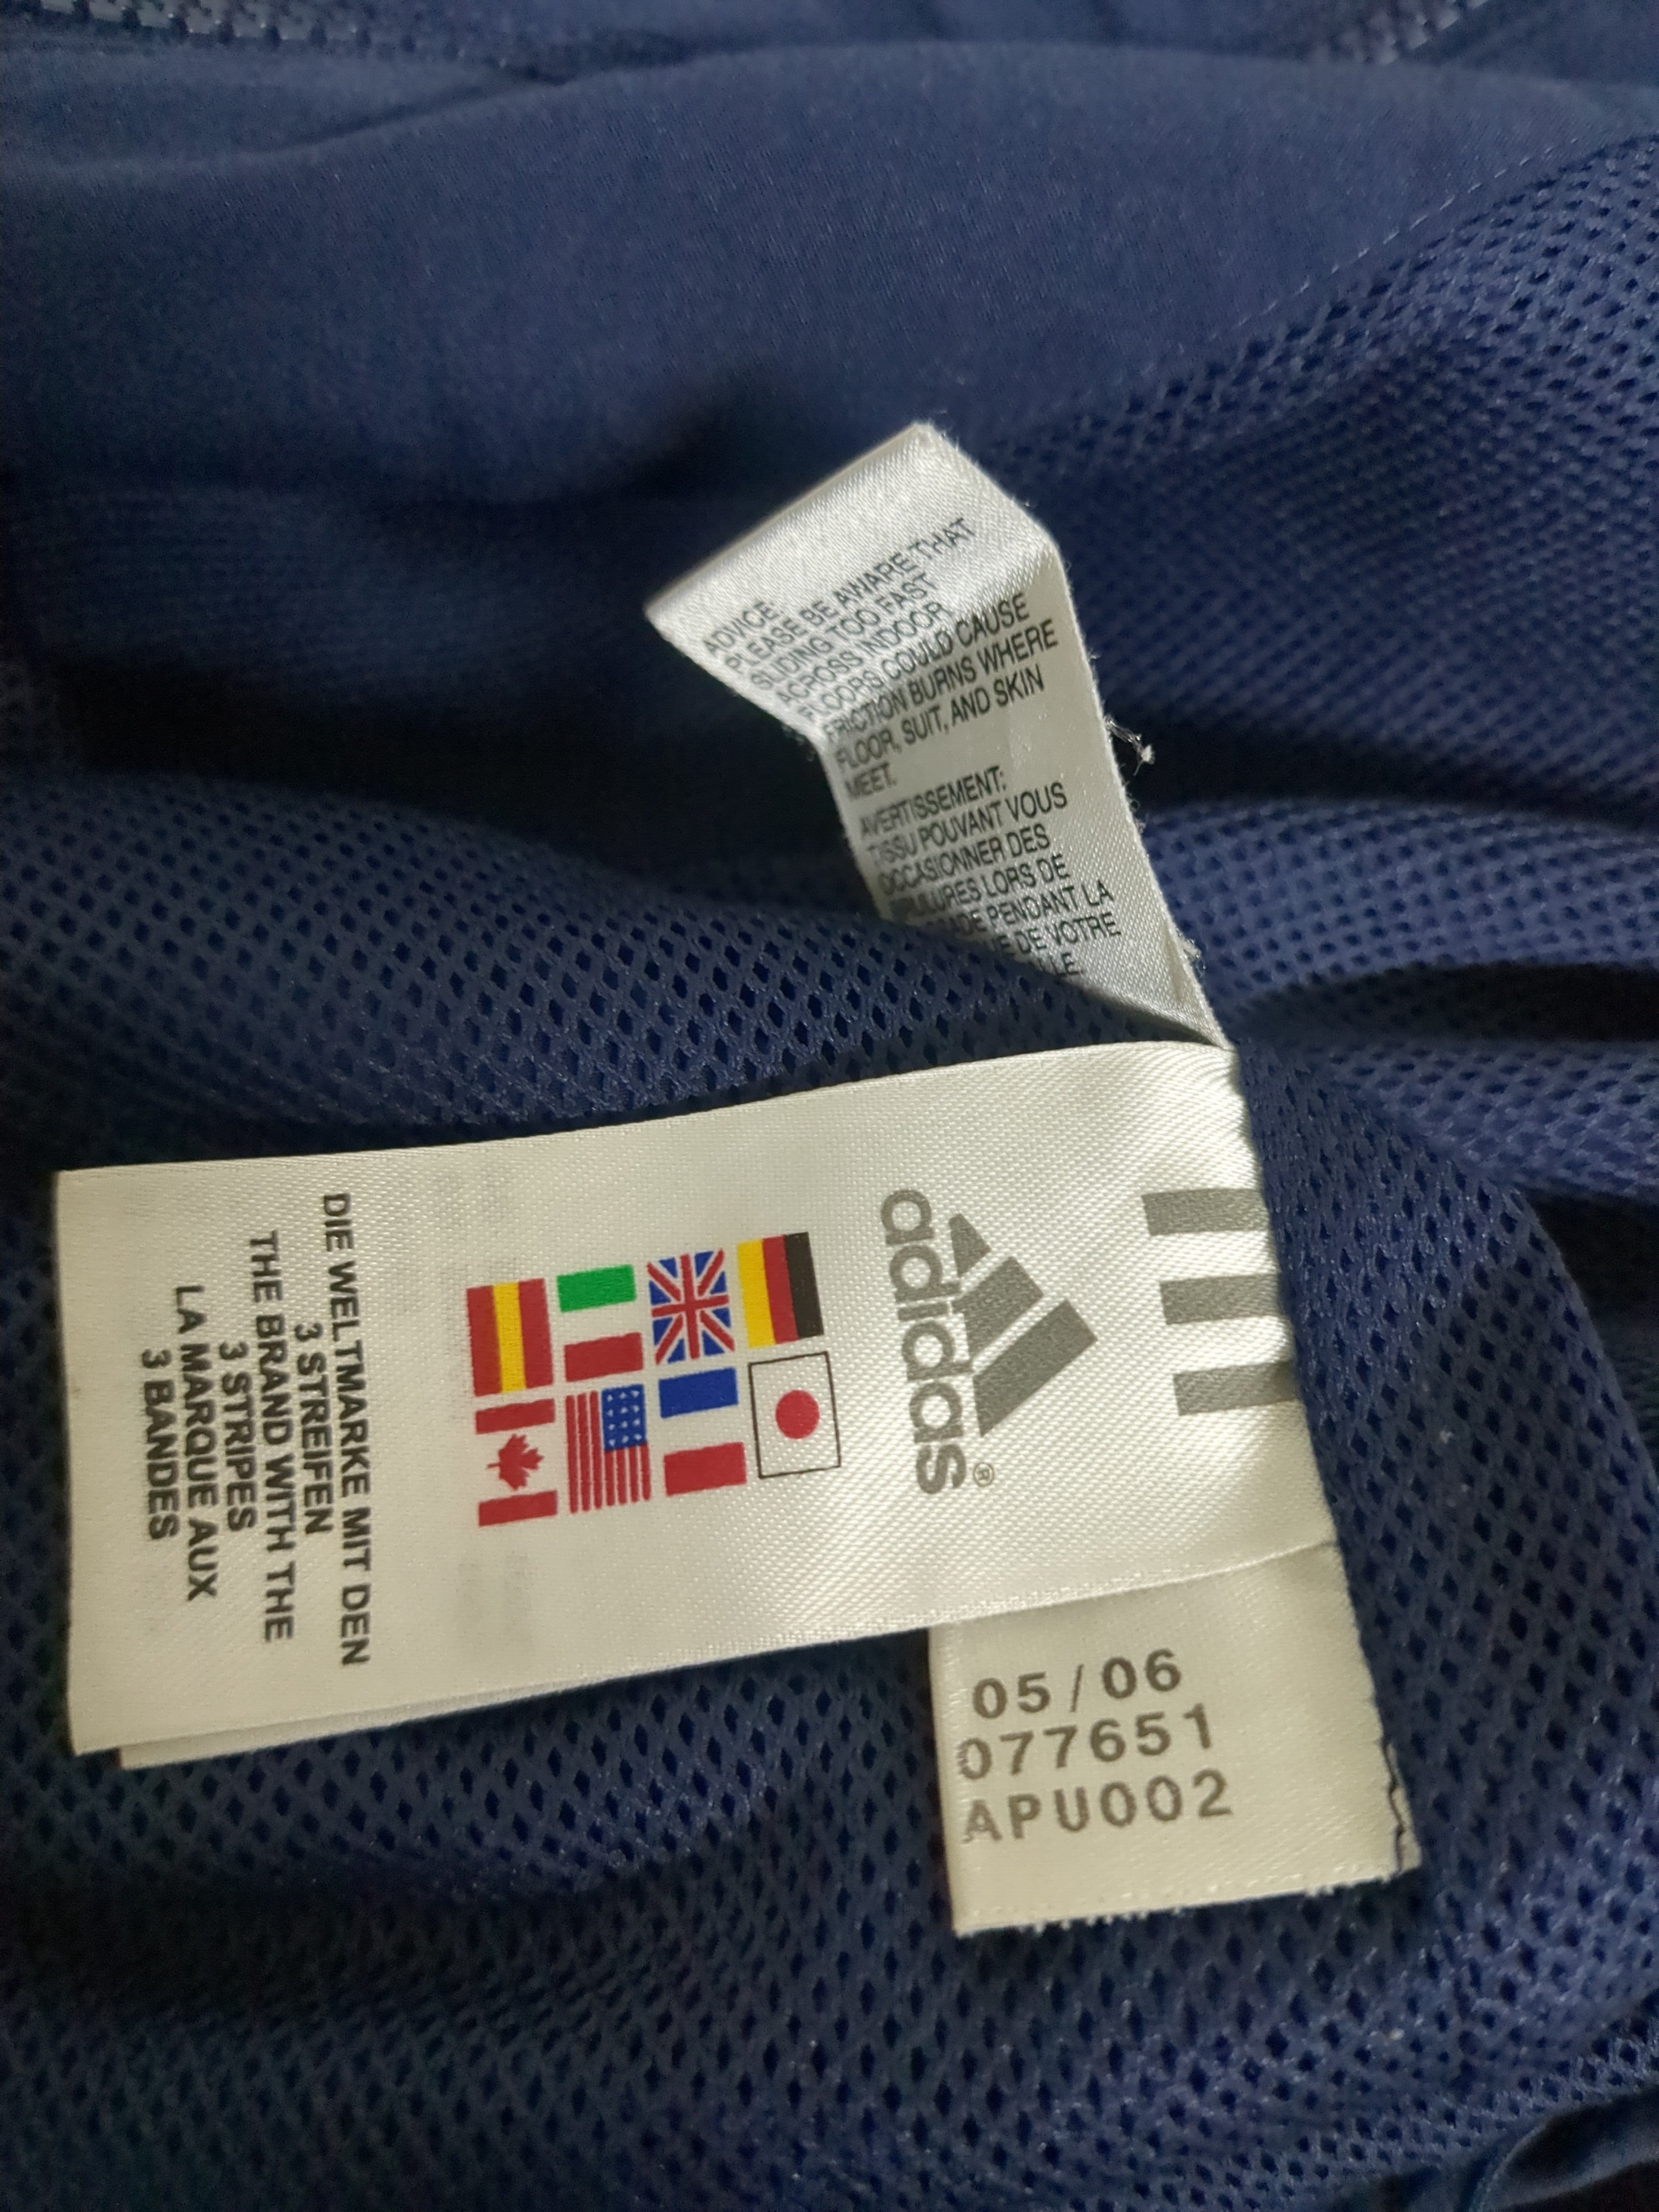 ADVICE
PLEASE BE AWARE THAT
SLIDING TOO FAST
ACROSS INDOOR
FLOORS COULD CAUSE
FRICTION BURNS WHERE
FLOOR, SUIT, AND SKIN
MEET.
AVERTISSEMENT:
TISSU POUVANT VOUS
OCCASIONNER DES
LORS DE
PENDANT LA
DE VOTRE
adidas®
DIE WELTMARKE MIT DEN
3 STREIFEN
THE BRAND WITH THE
3 STRIPES
LA MARQUE AUX
3 BANDES
05/06
077651
APU002